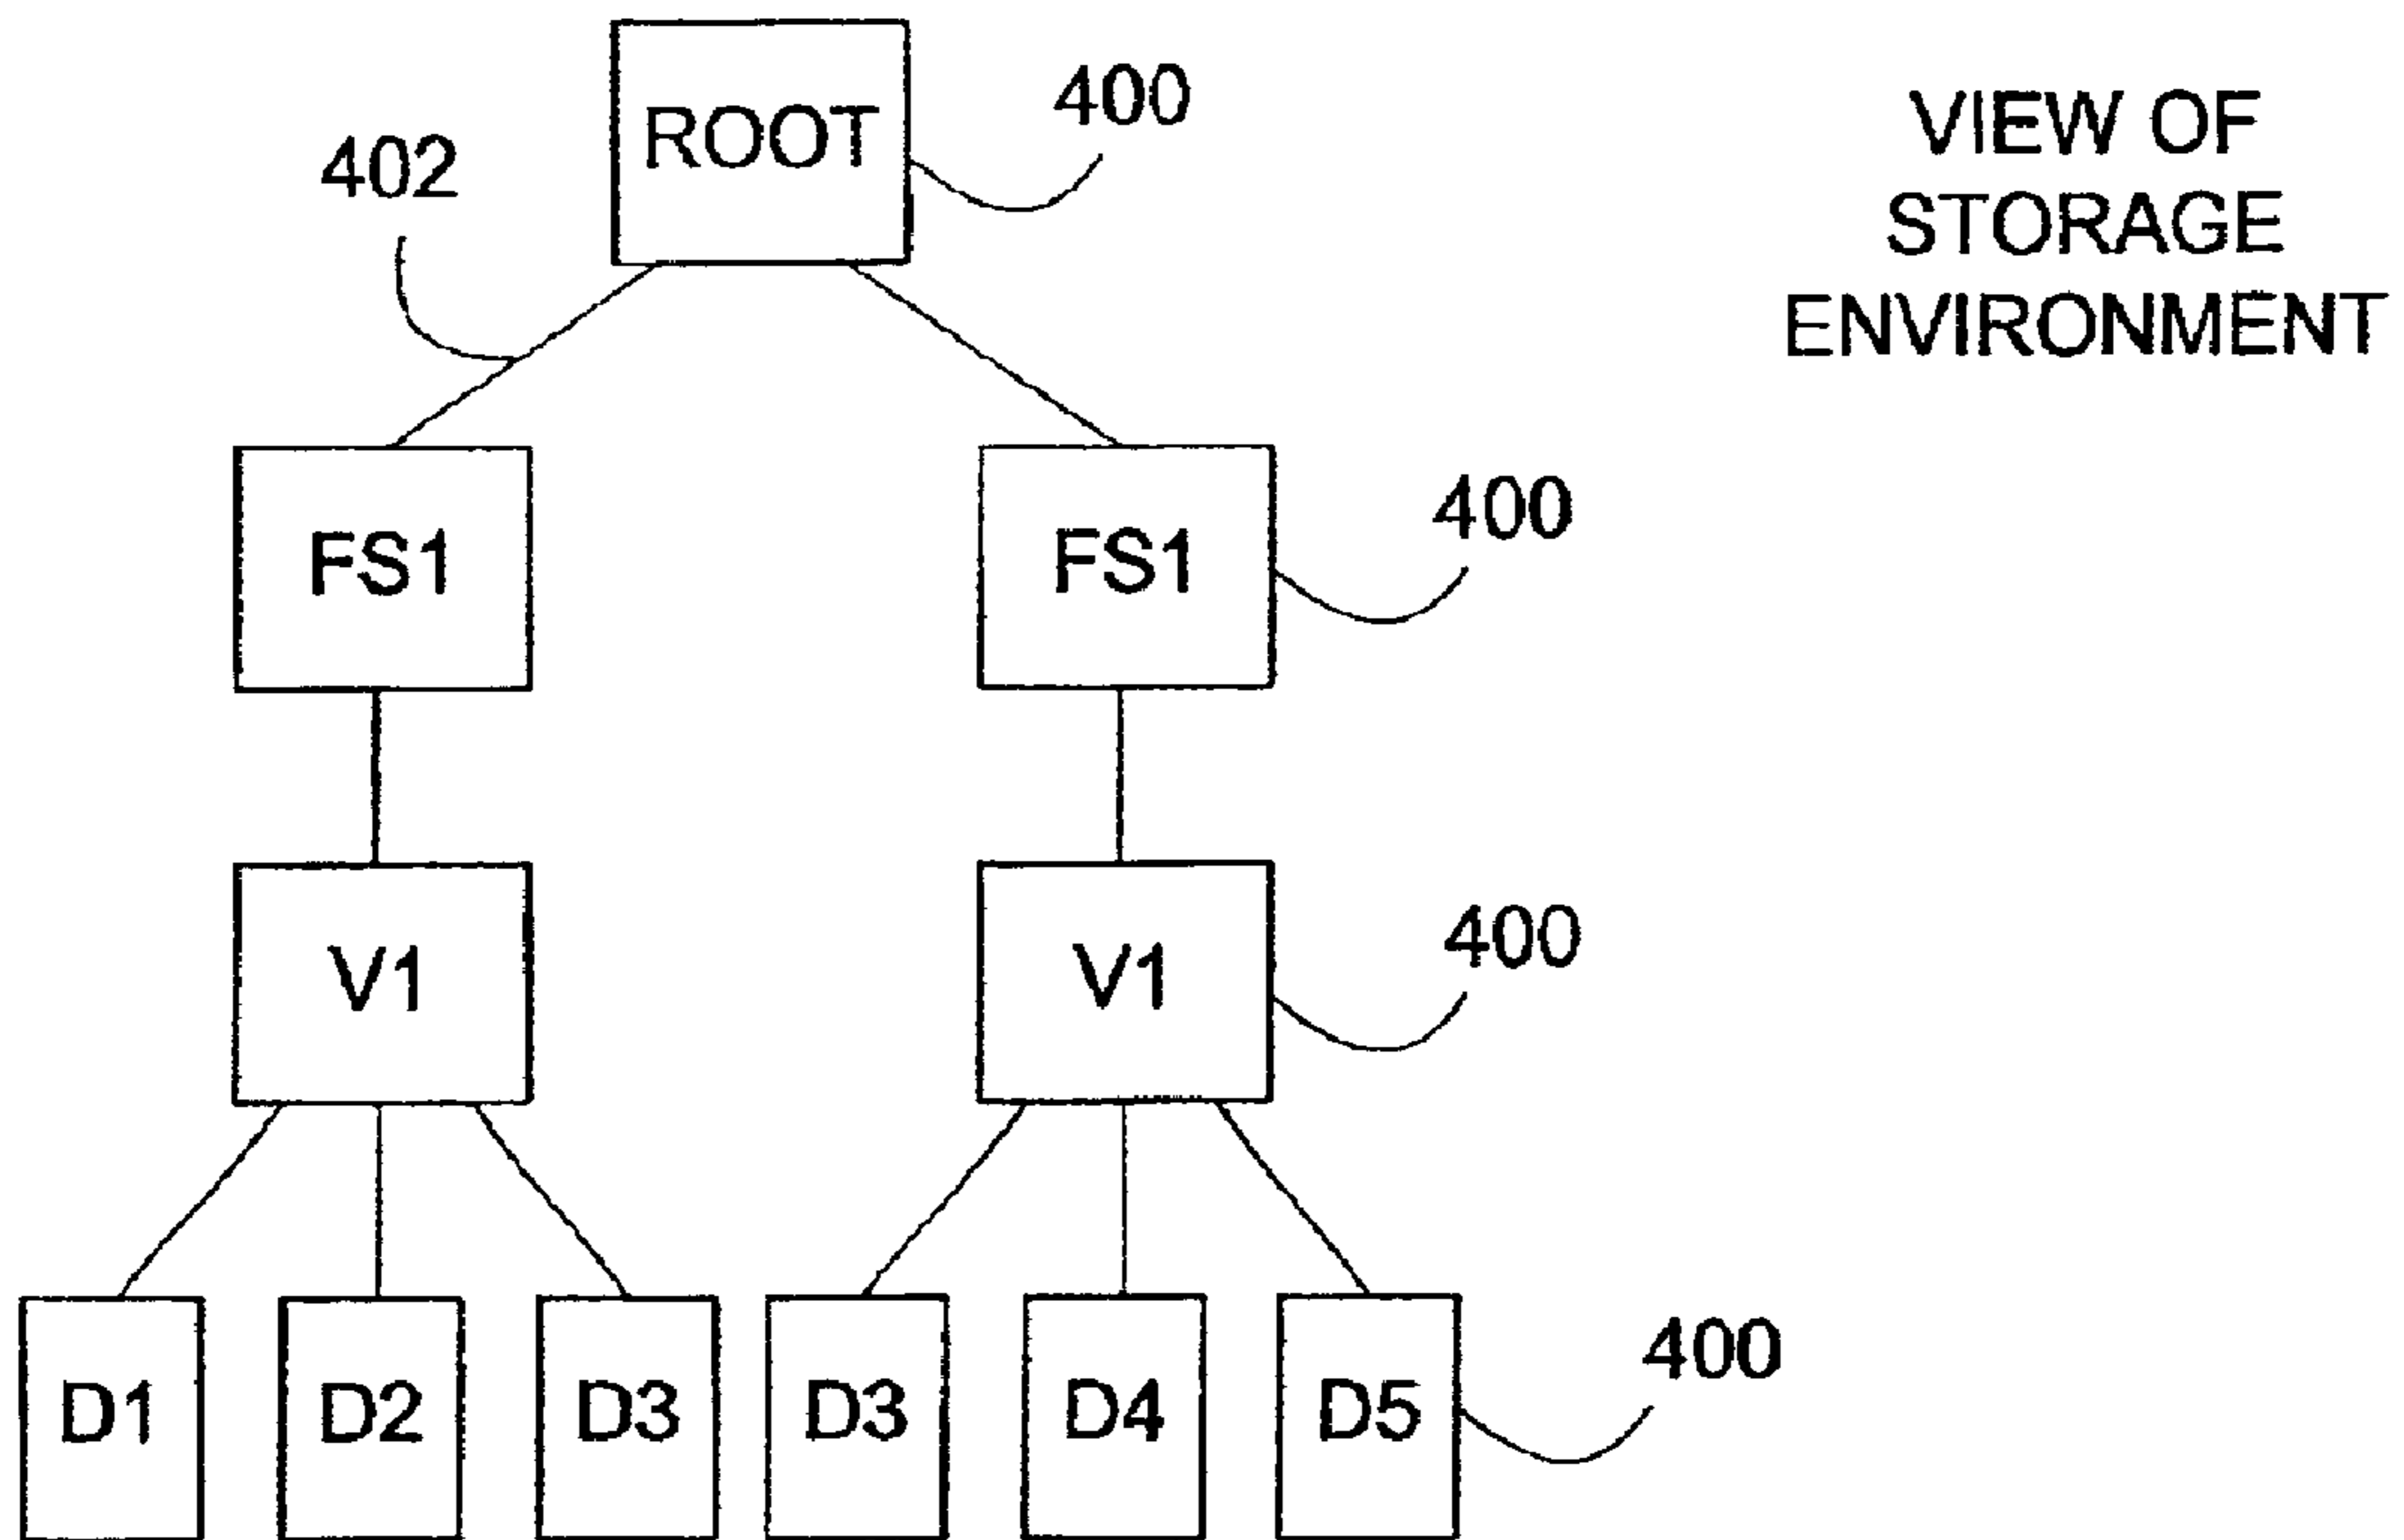 ROOT
400
402
VIEW OF
STORAGE
ENVIRONMENT
FS1
FS1
400
V1
V1
400
D1
D2
D3
D3
D4
D5
400